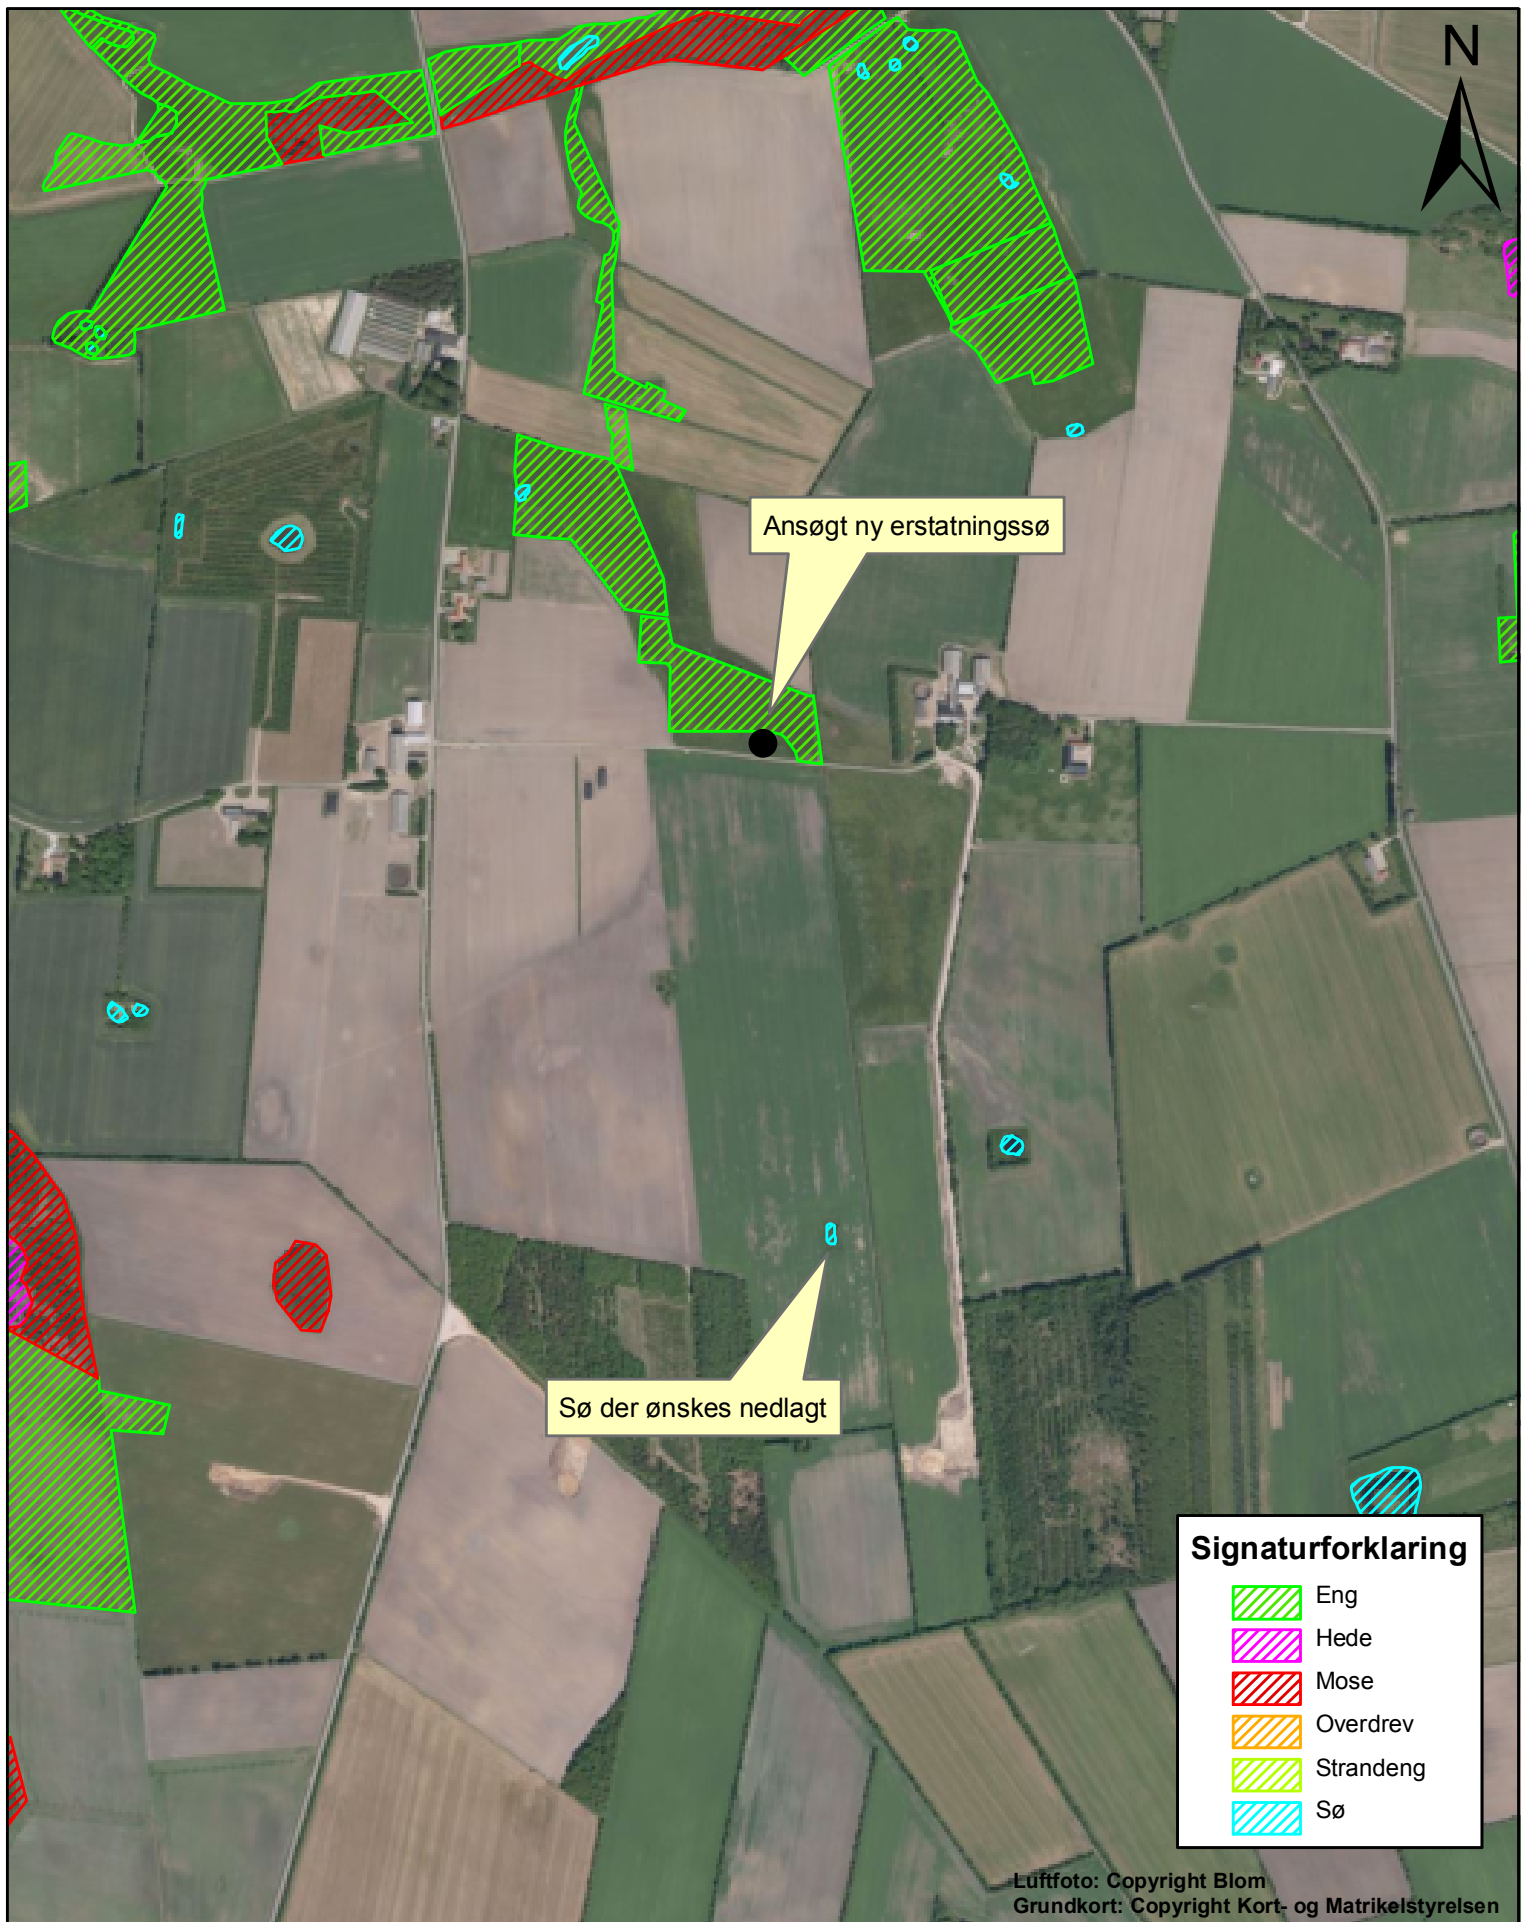 N
Ansøgt ny erstatningssø
Sø der ønskes nedlagt
Signaturforklaring
Eng
Hede
Mose
Overdrev
Strandeng
Sø
Luftfoto: Copyright Blom
Grundkort: Copyright Kort- og Matrikelstyrelsen